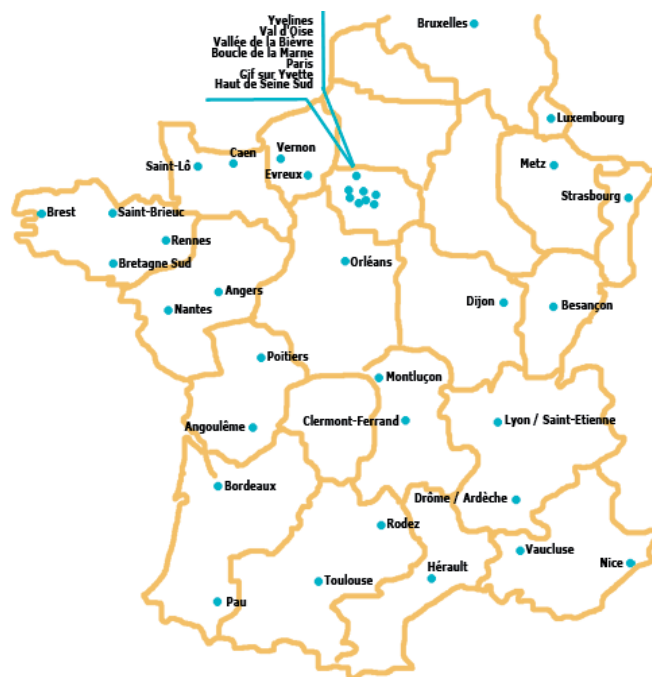 Yvelines
Val d'Oise
Vallée de la Bièvre
Boucle de la Marne
Paris
Gif sur Yvette
Haut de Seine Sud
Bruxelles
Luxembourg
Caen
Vernon
Saint-Lô
Evreux
Metz
Strasbourg
Brest
Saint-Brieuc
Rennes
Bretagne Sud
Orléans
Angers
Nantes
Dijon
Besançon
Poitiers
Montluçon
Angoulême
Clermont-Ferrand
Lyon / Saint-Etienne
Bordeaux
Drôme / Ardèche
Rodez
Vaucluse
Nice
Hérault
Toulouse
Pau